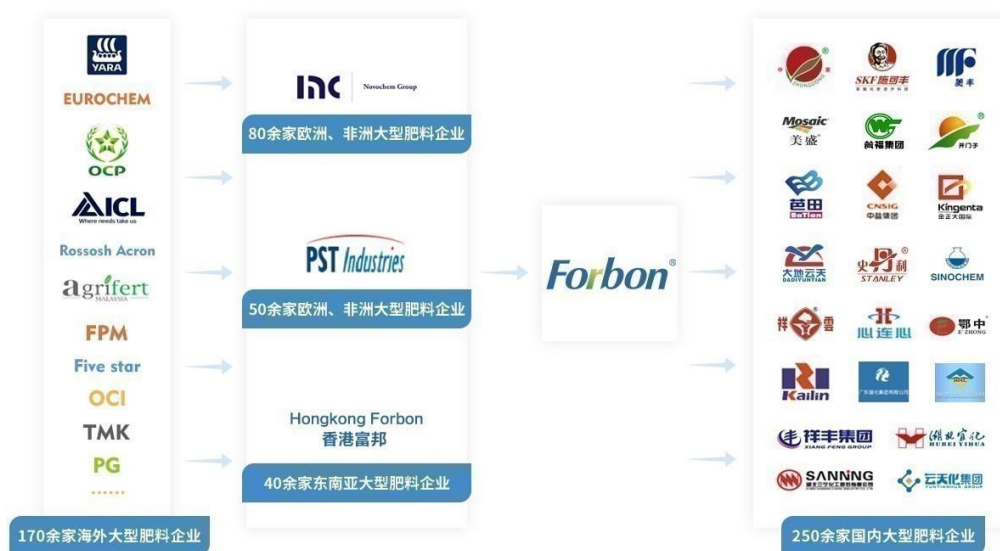 YARA
EUROCHEM
OCP
ICL
Where needs take us
Rossosh Acron
agrifert
MALAYSIA
FPM
Five star
OCI
TMK
PG
......
170余家海外大型肥料企业
INC
Novochem Group
80余家欧洲、非洲大型肥料企业
PST Industries
50余家欧洲、非洲大型肥料企业
Hongkong Forbon
香港富邦
40余家东南亚大型肥料企业
Forbon®
ZHONGDONG
SKF施可丰
菱丰
Mosaic
美盛
鹆福集团
开门子
芭田
BaTian
CNSIG
中盐集团
Kingenta
金正大国际
大地云天
DADIYUNTIAN
史丹利
STANLEY
SINOCHEM
祥雲
心连心
鄂中
E'ZHONG
Kailin
祥丰集团
XIANG FENG GROUP
湖北宜化
HUBEI YIHUA
SANNING
云天化集团
YUNTIANHUA GROUP
250余家国内大型肥料企业